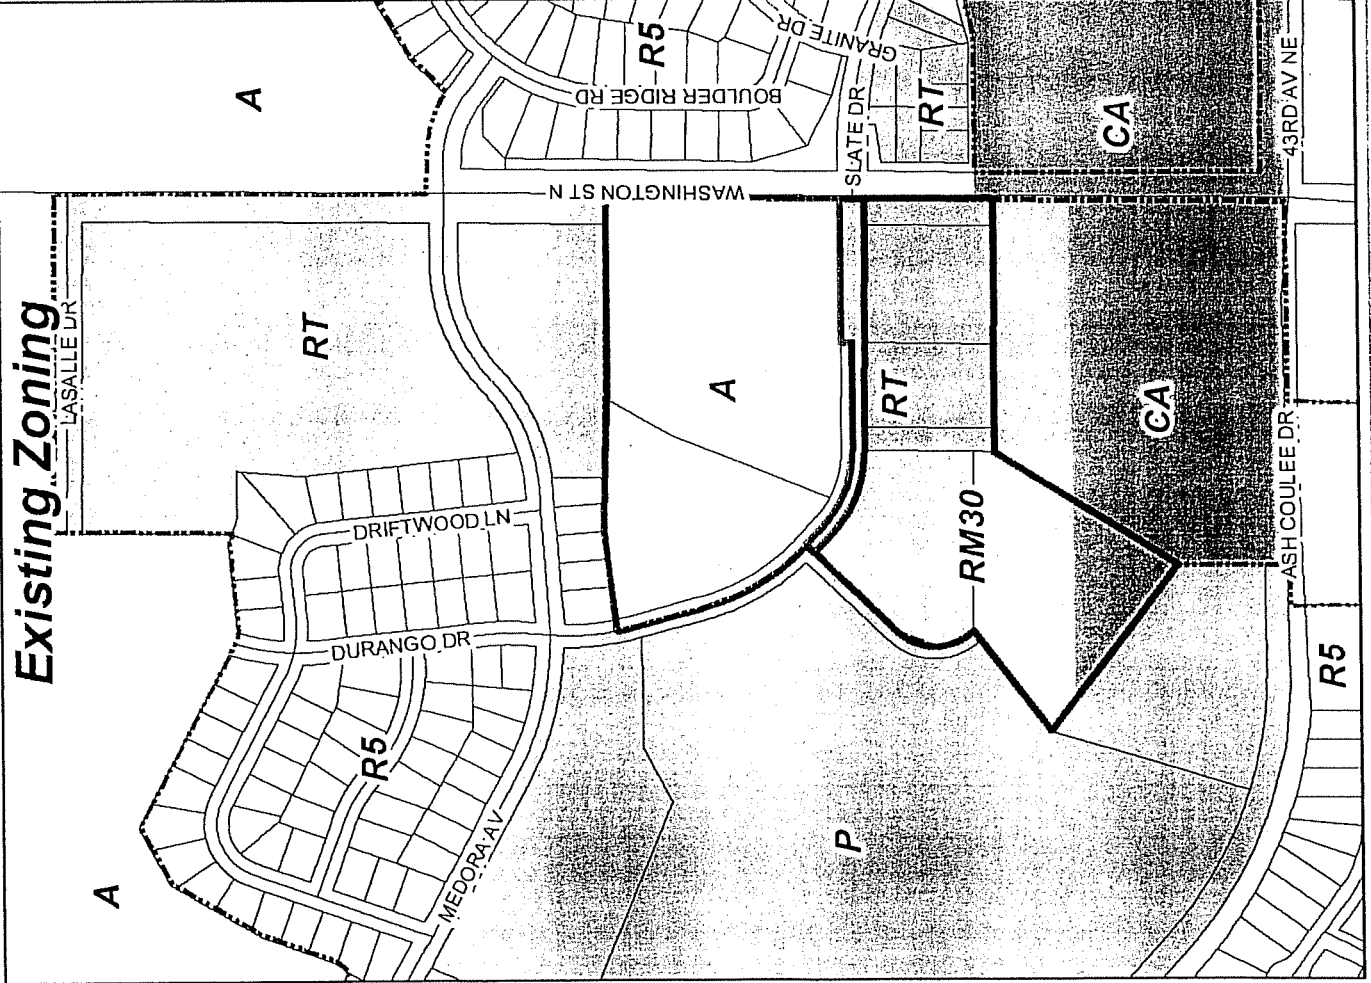 Existing Zoning
A
R5
GRANITE DR
BOULDER RIDGE RD
SLATE DR
RT
CA
43RD AV NE
WASHINGTON ST N
LASALLE DR
RT
A
RT
CA
ASH COULEE DR
DRIFTWOOD LN
RM30
DURANGO DR
R5
R5
MEDORA AV
P
A